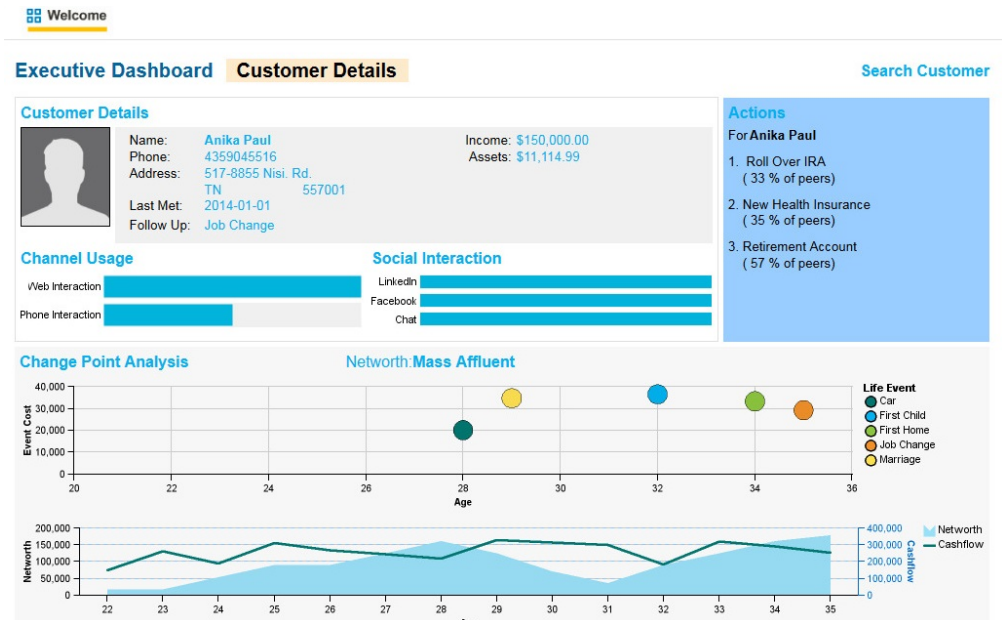 Welcome
Executive Dashboard Customer Details
Search Customer
Customer Details
Name: Anika Paul
Phone: 4359045516
Address: 517-8855 Nisi. Rd.
TN 557001
Last Met: 2014-01-01
Follow Up: Job Change
Income: $150,000.00
Assets: $11,114.99
Actions
For Anika Paul
1. Roll Over IRA
( 33 % of peers)
2. New Health Insurance
( 35 % of peers)
3. Retirement Account
( 57 % of peers)
Channel Usage
Web Interaction
Phone Interaction
Social Interaction
LinkedIn
Facebook
Chat
Change Point Analysis
Networth:Mass Affluent
Event Cost
40,000
30,000
20,000
10,000
0
20 22 24 26 28 30 32 34 36
Age
Life Event
Car
First Child
First Home
Job Change
Marriage
Networth
200,000
150,000
100,000
50,000
0
22 23 24 25 26 27 28 29 30 31 32 33 34 35
400,000
300,000
200,000
100,000
0
Cashflow
Networth
Cashflow